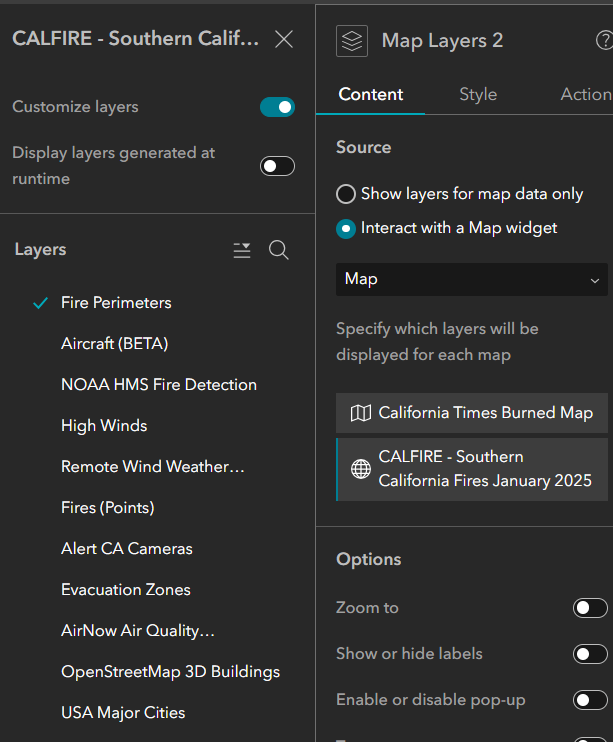 CALFIRE - Southern Calif...
Customize layers
Display layers generated at
runtime
Layers
Fire Perimeters
Aircraft (BETA)
NOAA HMS Fire Detection
High Winds
Remote Wind Weather...
Fires (Points)
Alert CA Cameras
Evacuation Zones
AirNow Air Quality...
OpenStreetMap 3D Buildings
USA Major Cities
Map Layers 2
Content Style Action
Source
Show layers for map data only
Interact with a Map widget
Map
Specify which layers will be
displayed for each map
California Times Burned Map
CALFIRE - Southern
California Fires January 2025
Options
Zoom to
Show or hide labels
Enable or disable pop-up